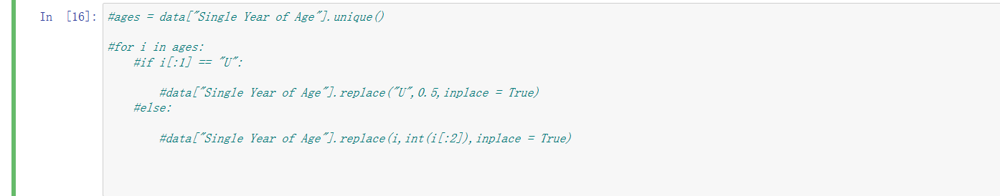 In [16]: #ages = data["Single Year of Age"].unique()
#for i in ages:
#if i[:1] == "U":
#data["Single Year of Age"].replace("U",0.5,inplace = True)
#else:
#data["Single Year of Age"].replace(i,int(i[:2]),inplace = True)